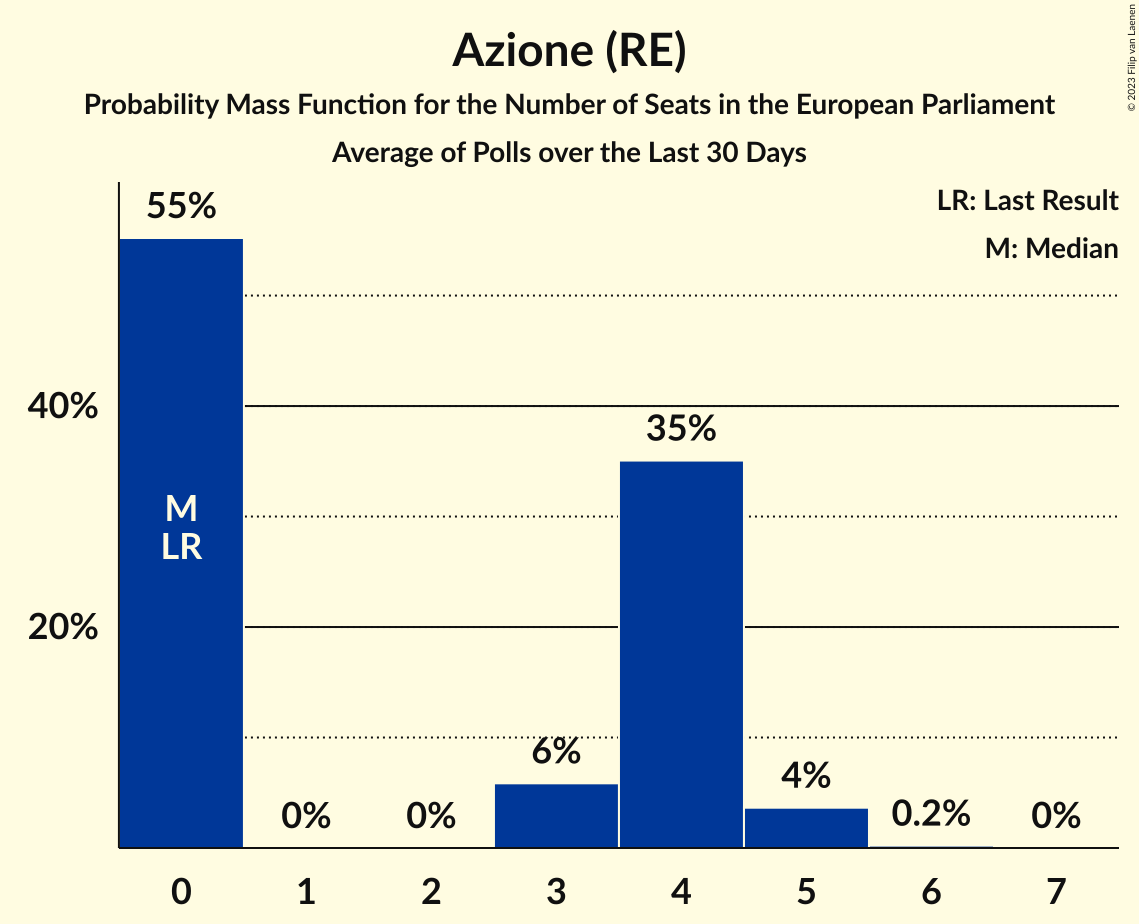 Azione (RE)
Probability Mass Function for the Number of Seats in the European Parliament
Average of Polls over the Last 30 Days
© 2023 Filip van Laenen
LR: Last Result
M: Median
55%
40%
35%
M
LR
20%
6%
4%
0%
0%
0.2%
0%
0 1 2 3 4 5 6 7